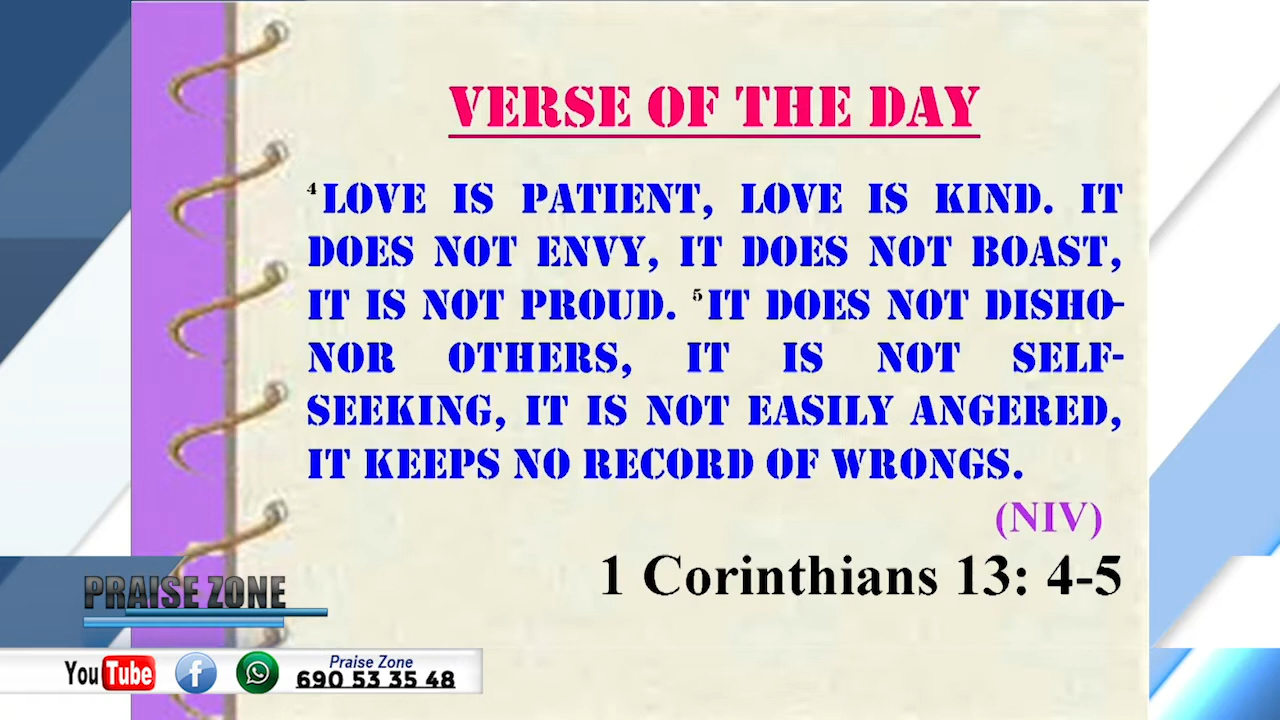 VERSE OF THE DAY
⁴LOVE IS PATIENT, LOVE IS KIND. IT
DOES NOT ENVY, IT DOES NOT BOAST,
IT IS NOT PROUD. ⁵IT DOES NOT DISHO-
NOR OTHERS, IT IS NOT SELF-
SEEKING, IT IS NOT EASILY ANGERED,
IT KEEPS NO RECORD OF WRONGS.
(NIV)
1 Corinthians 13: 4-5
PRAISE ZONE
YouTube
Praise Zone
690 53 35 48